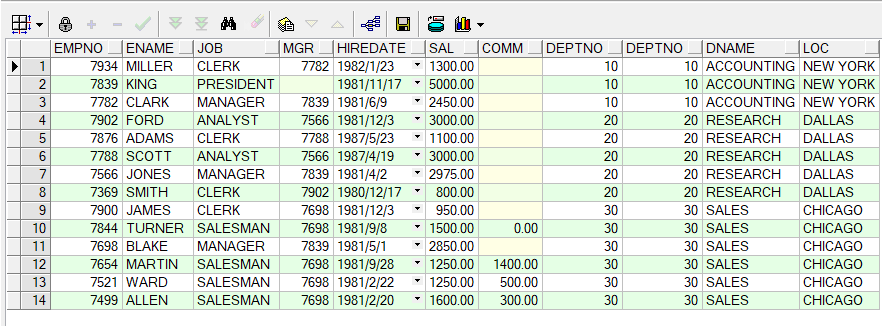 EMPNO ENAME JOB MGR HIREDATE SAL COMM DEPTNO DEPTNO DNAME LOC
1 7934 MILLER CLERK 7782 1982/1/23 1300.00 10 10 ACCOUNTING NEW YORK
2 7839 KING PRESIDENT 1981/11/17 5000.00 10 10 ACCOUNTING NEW YORK
3 7782 CLARK MANAGER 7839 1981/6/9 2450.00 10 10 ACCOUNTING NEW YORK
4 7902 FORD ANALYST 7566 1981/12/3 3000.00 20 20 RESEARCH DALLAS
5 7876 ADAMS CLERK 7788 1987/5/23 1100.00 20 20 RESEARCH DALLAS
6 7788 SCOTT ANALYST 7566 1987/4/19 3000.00 20 20 RESEARCH DALLAS
7 7566 JONES MANAGER 7839 1981/4/2 2975.00 20 20 RESEARCH DALLAS
8 7369 SMITH CLERK 7902 1980/12/17 800.00 20 20 RESEARCH DALLAS
9 7900 JAMES CLERK 7698 1981/12/3 950.00 30 30 SALES CHICAGO
10 7844 TURNER SALESMAN 7698 1981/9/8 1500.00 0.00 30 30 SALES CHICAGO
11 7698 BLAKE MANAGER 7839 1981/5/1 2850.00 30 30 SALES CHICAGO
12 7654 MARTIN SALESMAN 7698 1981/9/28 1250.00 1400.00 30 30 SALES CHICAGO
13 7521 WARD SALESMAN 7698 1981/2/22 1250.00 500.00 30 30 SALES CHICAGO
14 7499 ALLEN SALESMAN 7698 1981/2/20 1600.00 300.00 30 30 SALES CHICAGO